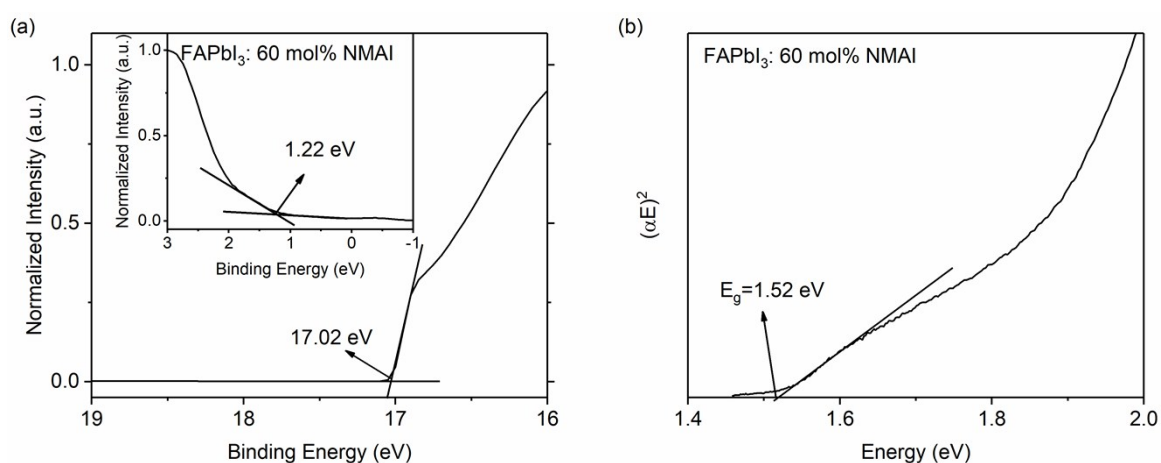 (a)
FAPbI₃: 60 mol% NMAI
Normalized Intensity (a.u.)
1.0
0.5
0.0
1.22 eV
3 2 1 0 -1
Binding Energy (eV)
Normalized Intensity (a.u.)
1.0
0.5
0.0
17.02 eV
19 18 17 16
Binding Energy (eV)
(b)
FAPbI₃: 60 mol% NMAI
(αE)²
E₉=1.52 eV
1.4 1.6 1.8 2.0
Energy (eV)